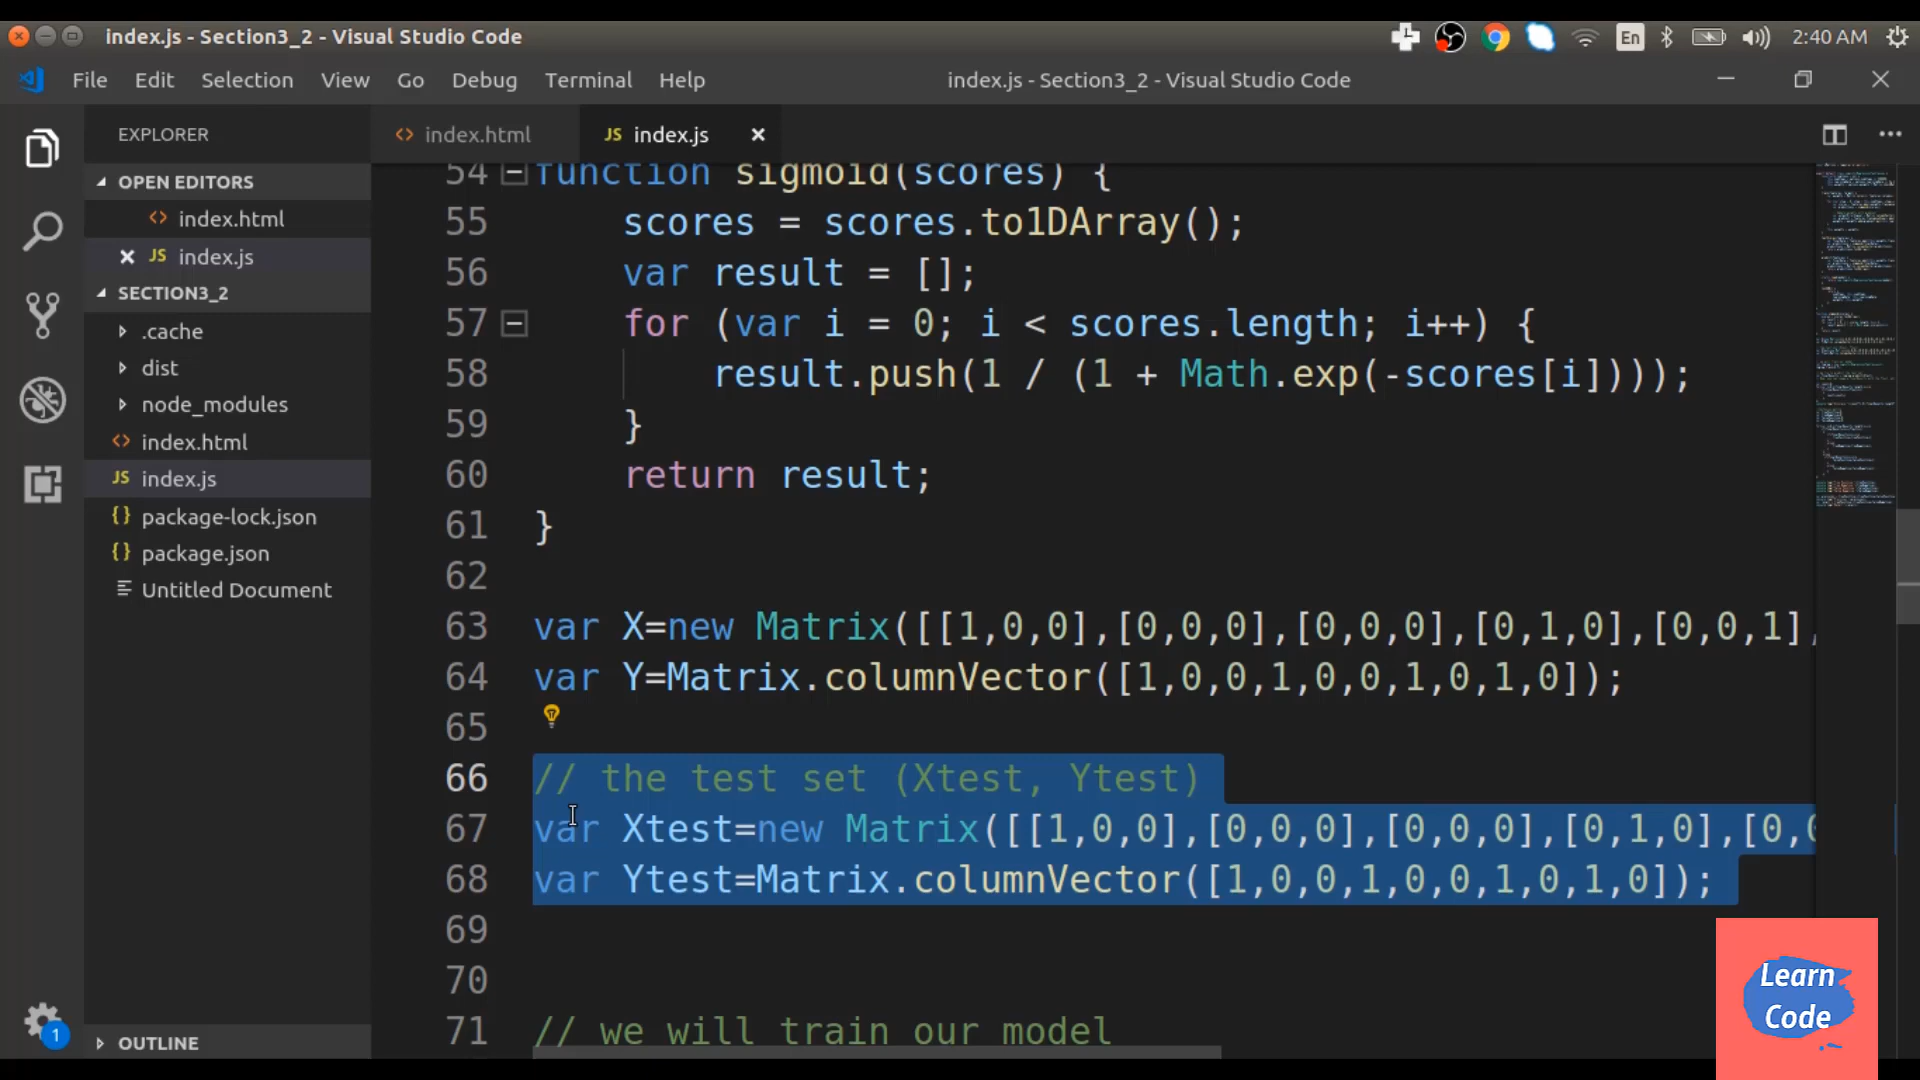 index.js - Section3_2 - Visual Studio Code
En
2:40 AM
File Edit Selection View Go Debug Terminal Help
index.js - Section3_2 - Visual Studio Code
EXPLORER
OPEN EDITORS
index.html
JS index.js
SECTION3_2
.cache
dist
node_modules
index.html
JS index.js
{} package-lock.json
{} package.json
Untitled Document
1
OUTLINE
<> index.html
JS index.js
54 function sigmoid(scores) {
55 scores = scores.to1DArray();
56 var result = [];
57 for (var i = 0; i < scores.length; i++) {
58 result.push(1 / (1 + Math.exp(-scores[i])));
59 }
60 return result;
61 }
62
63 var X=new Matrix([[1,0,0],[0,0,0],[0,0,0],[0,1,0],[0,0,1],
64 var Y=Matrix.columnVector([1,0,0,1,0,0,1,0,1,0]);
65
66 // the test set (Xtest, Ytest)
67 var Xtest=new Matrix([[1,0,0],[0,0,0],[0,0,0],[0,1,0],[0,0
68 var Ytest=Matrix.columnVector([1,0,0,1,0,0,1,0,1,0]);
69
70
71 // we will train our model
Learn
Code